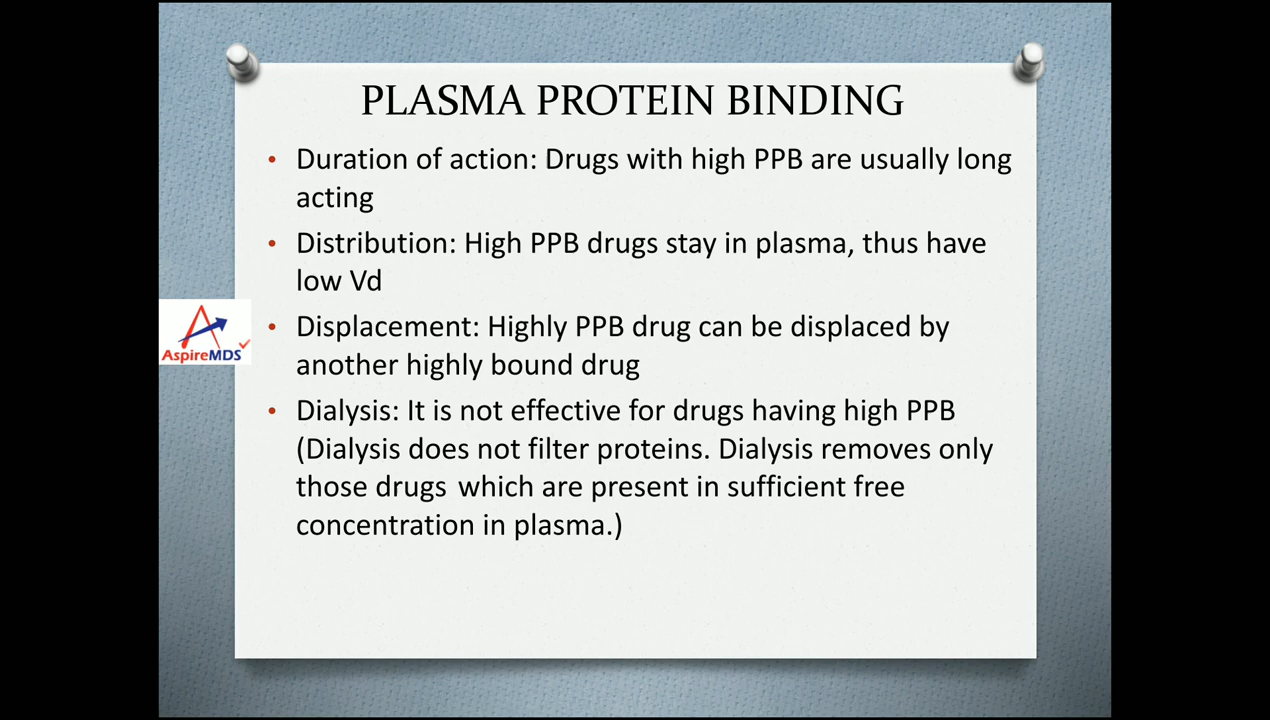 PLASMA PROTEIN BINDING
• Duration of action: Drugs with high PPB are usually long
acting
• Distribution: High PPB drugs stay in plasma, thus have
low Vd
• Displacement: Highly PPB drug can be displaced by
another highly bound drug
• Dialysis: It is not effective for drugs having high PPB
(Dialysis does not filter proteins. Dialysis removes only
those drugs which are present in sufficient free
concentration in plasma.)
AspireMDS